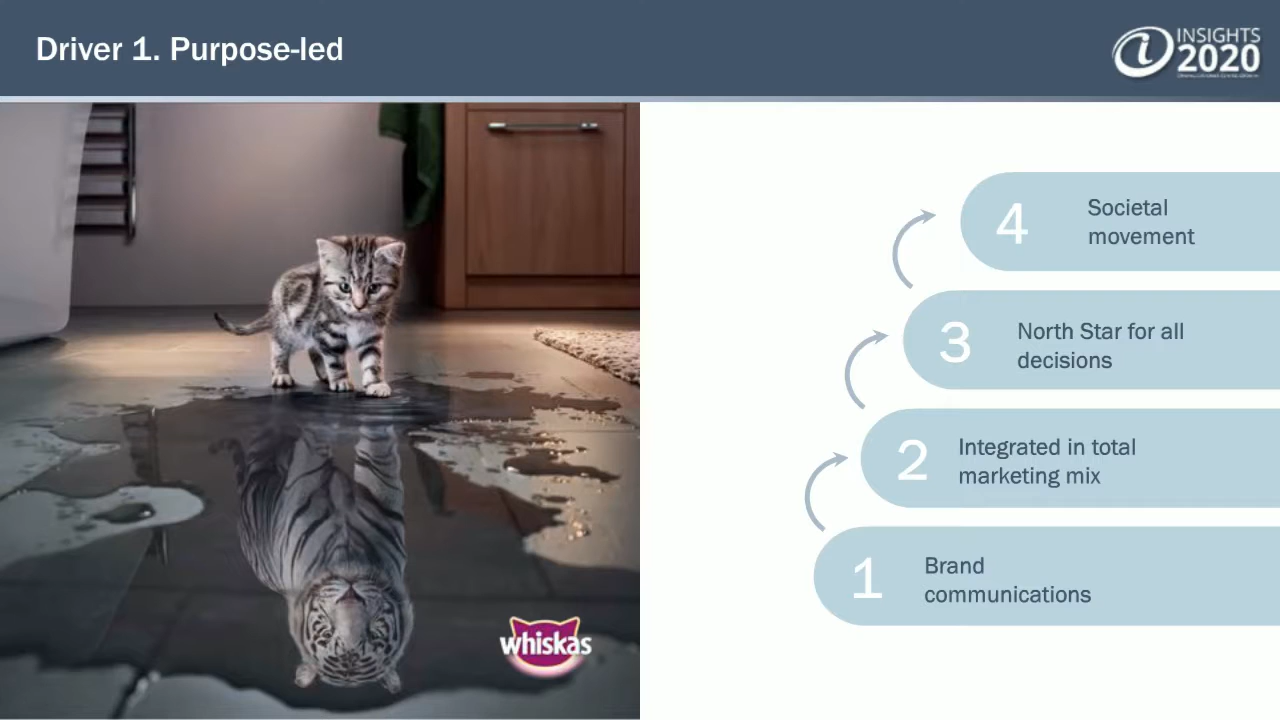 Driver 1. Purpose-led
INSIGHTS
2020
4
Societal
movement
3
North Star for all
decisions
2
Integrated in total
marketing mix
1
Brand
communications
whiskas